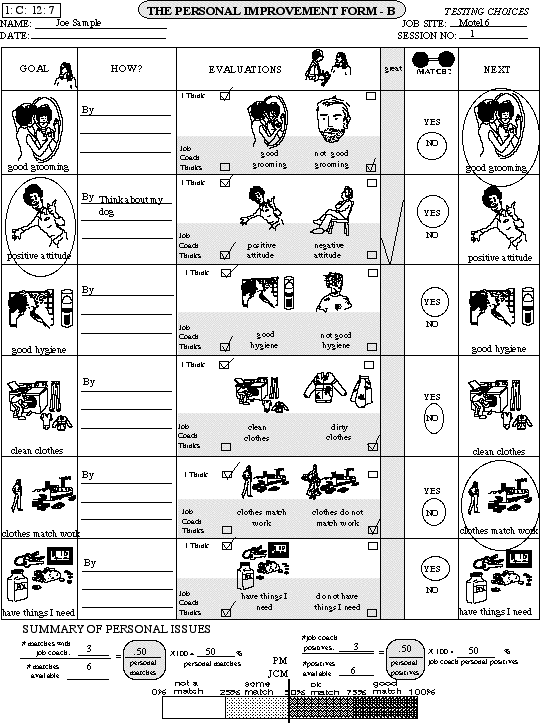 1: C: 12: 7
THE PERSONAL IMPROVEMENT FORM - B
TESTING CHOICES
NAME: Joe Sample
JOB SITE: Motel 6
DATE:
SESSION NO: 1
GOAL HOW? EVALUATIONS great MATCH? NEXT
By
I Think
Job
Coach
Thinks
good grooming
good
grooming
not good
grooming
YES
NO
good grooming
By Think about my
dog
I Think
Job
Coach
Thinks
positive attitude
positive
attitude
negative
attitude
YES
NO
positive attitude
By
I Think
Job
Coach
Thinks
good hygiene
good
hygiene
not good
hygiene
YES
NO
good hygiene
By
I Think
Job
Coach
Thinks
clean clothes
clean
clothes
dirty
clothes
YES
NO
clean clothes
By
I Think
Job
Coach
Thinks
clothes match work
clothes match
work
clothes do not
match work
YES
NO
clothes match work
By
I Think
Job
Coach
Thinks
have things I need
have things I
need
do not have
things I need
YES
NO
have things I need
SUMMARY OF PERSONAL ISSUES
# matches with
job coach 3
# matches
available 6
= .50
personal
matches
X 100 = 50 %
personal matches
PM
JCM
# job coach
positives 3
# positives
available 6
= .50
personal
positives
X 100 = 50 %
job coach personal positives
not a
match
some
match
ok
match
good
match
0% 25% 50% 75% 100%